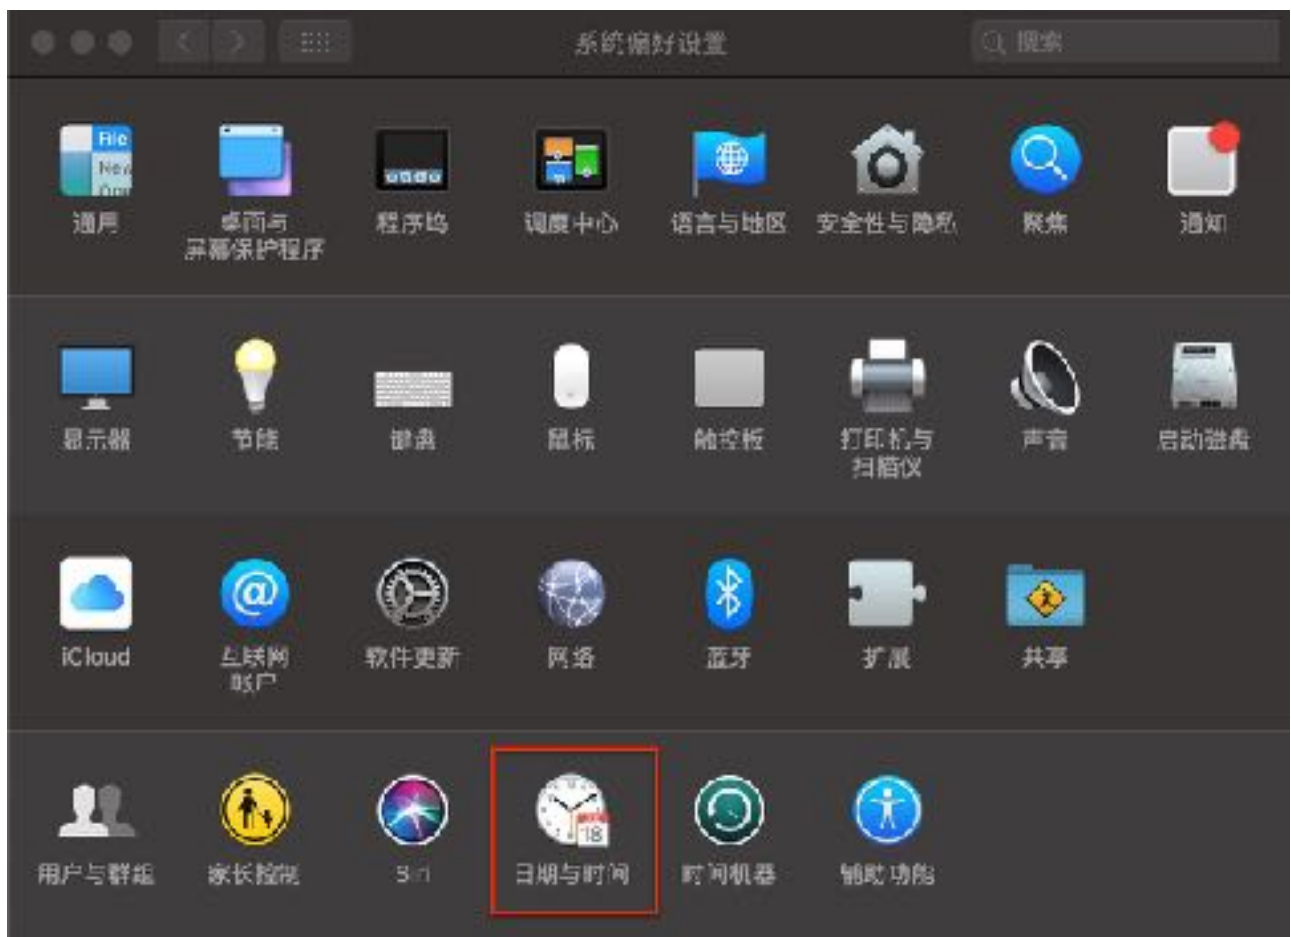 系统偏好设置
搜索
File
New
Open
通用
桌面与
屏幕保护程序
程序坞
调度中心
语言与地区
安全性与隐私
聚焦
通知
显示器
节能
键盘
鼠标
触控板
打印机与
扫描仪
声音
启动磁盘
iCloud
@
互联网
帐户
软件更新
网络
蓝牙
扩展
共享
用户与群组
家长控制
Siri
18
日期与时间
时间机器
辅助功能